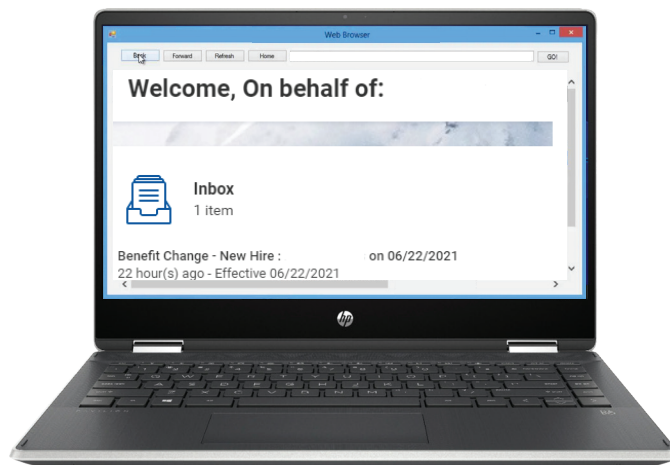 Web Browser
Back Forward Refresh Home GO!
Welcome, On behalf of:
Inbox
1 item
Benefit Change - New Hire : on 06/22/2021
22 hour(s) ago - Effective 06/22/2021
hp